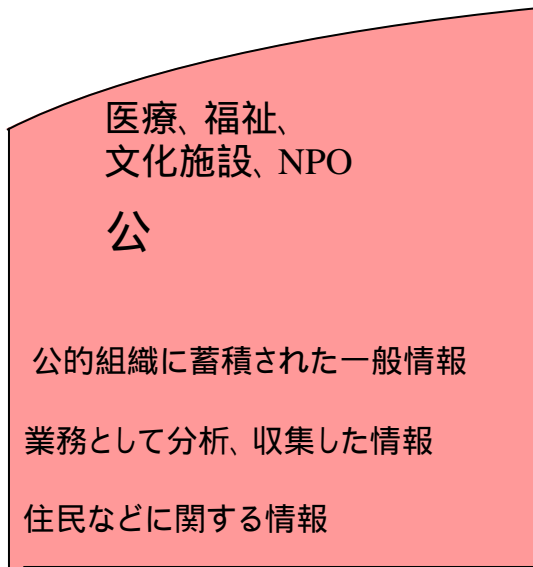 医療、福祉、
文化施設、NPO
公
公的組織に蓄積された一般情報
業務として分析、収集した情報
住民などに関する情報